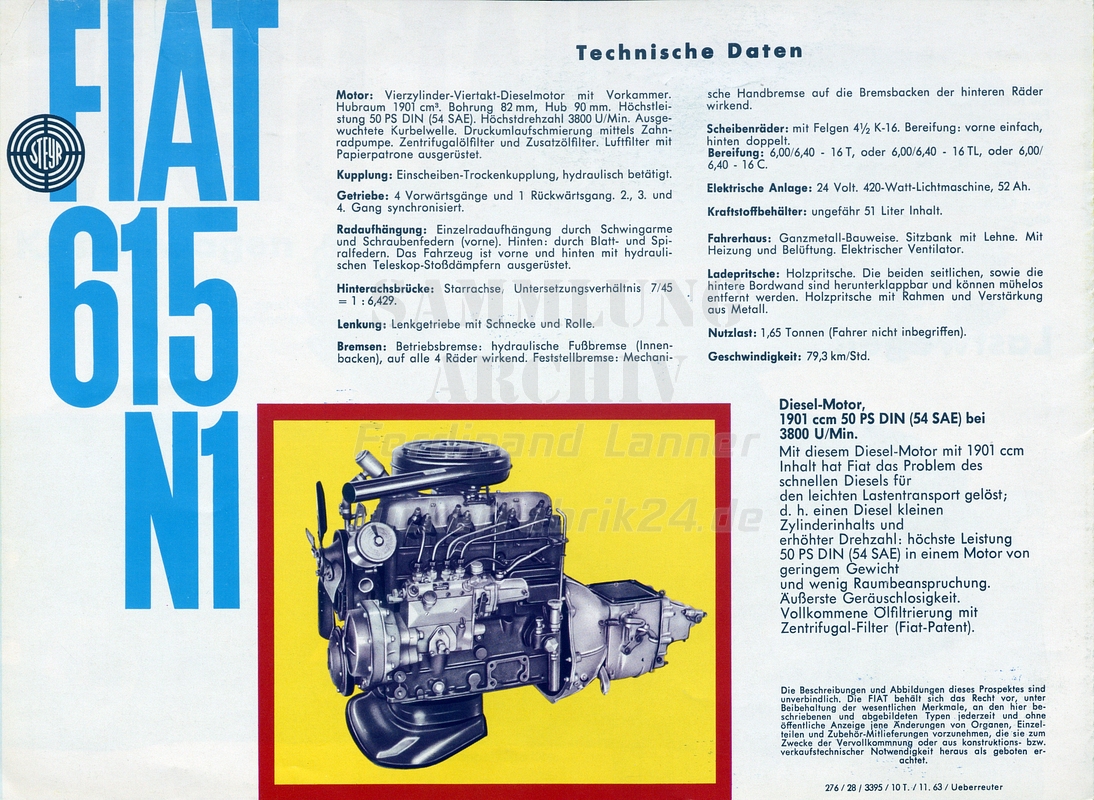 FIAT
STEYR
615
N1
Technische Daten
Motor: Vierzylinder-Viertakt-Dieselmotor mit Vorkammer.
Hubraum 1901 cm³. Bohrung 82 mm, Hub 90 mm. Höchstlei-
stung 50 PS DIN (54 SAE). Höchstdrehzahl 3800 U/Min. Ausge-
wuchtete Kurbelwelle. Druckumlaufschmierung mittels Zahn-
radpumpe. Zentrifugalölfilter und Zusatzölfilter. Luftfilter mit
Papierpatrone ausgerüstet.
Kupplung: Einscheiben-Trockenkupplung, hydraulisch betätigt.
Getriebe: 4 Vorwärtsgänge und 1 Rückwärtsgang. 2., 3. und
4. Gang synchronisiert.
Radaufhängung: Einzelradaufhängung durch Schwingarme
und Schraubenfedern (vorne). Hinten: durch Blatt- und Spi-
ralfedern. Das Fahrzeug ist vorne und hinten mit hydrauli-
schen Teleskop-Stoßdämpfern ausgerüstet.
Hinterachsbrücke: Starrachse, Untersetzungsverhältnis 7/45
= 1 : 6,429.
Lenkung: Lenkgetriebe mit Schnecke und Rolle.
Bremsen: Betriebsbremse: hydraulische Fußbremse (Innen-
backen), auf alle 4 Räder wirkend. Feststellbremse: Mechani-
sche Handbremse auf die Bremsbacken der hinteren Räder
wirkend.
Scheibenräder: mit Felgen 4½ K-16. Bereifung: vorne einfach,
hinten doppelt.
Bereifung: 6,00/6,40 - 16 T, oder 6,00/6,40 - 16 TL, oder 6,00/
6,40 - 16 C.
Elektrische Anlage: 24 Volt. 420-Watt-Lichtmaschine, 52 Ah.
Kraftstoffbehälter: ungefähr 51 Liter Inhalt.
Fahrerhaus: Ganzmetall-Bauweise. Sitzbank mit Lehne. Mit
Heizung und Belüftung. Elektrischer Ventilator.
Ladepritsche: Holzpritsche. Die beiden seitlichen, sowie die
hintere Bordwand sind herunterklappbar und können mühelos
entfernt werden. Holzpritsche mit Rahmen und Verstärkung
aus Metall.
Nutzlast: 1,65 Tonnen (Fahrer nicht inbegriffen).
Geschwindigkeit: 79,3 km/Std.
SAMMLUNG
ARCHIV
Ferdinand Lanner
brik24.de
Diesel-Motor,
1901 ccm 50 PS DIN (54 SAE) bei
3800 U/Min.
Mit diesem Diesel-Motor mit 1901 ccm
Inhalt hat Fiat das Problem des
schnellen Diesels für
den leichten Lastentransport gelöst;
d. h. einen Diesel kleinen
Zylinderinhalts und
erhöhter Drehzahl: höchste Leistung
50 PS DIN (54 SAE) in einem Motor von
geringem Gewicht
und wenig Raumbeanspruchung.
Äußerste Geräuschlosigkeit.
Vollkommene Ölfiltrierung mit
Zentrifugal-Filter (Fiat-Patent).
Die Beschreibungen und Abbildungen dieses Prospektes sind
unverbindlich. Die FIAT behält sich das Recht vor, unter
Beibehaltung der wesentlichen Merkmale, an den hier be-
schriebenen und abgebildeten Typen jederzeit und ohne
öffentliche Anzeige jene Änderungen von Organen, Einzel-
teilen und Zubehör-Mitlieferungen vorzunehmen, die sie zum
Zwecke der Vervollkommnung oder aus konstruktions- bzw.
verkaufstechnischer Notwendigkeit heraus als geboten er-
achtet.
276 / 28 / 3395 / 10 T. / 11. 63 / Ueberreuter